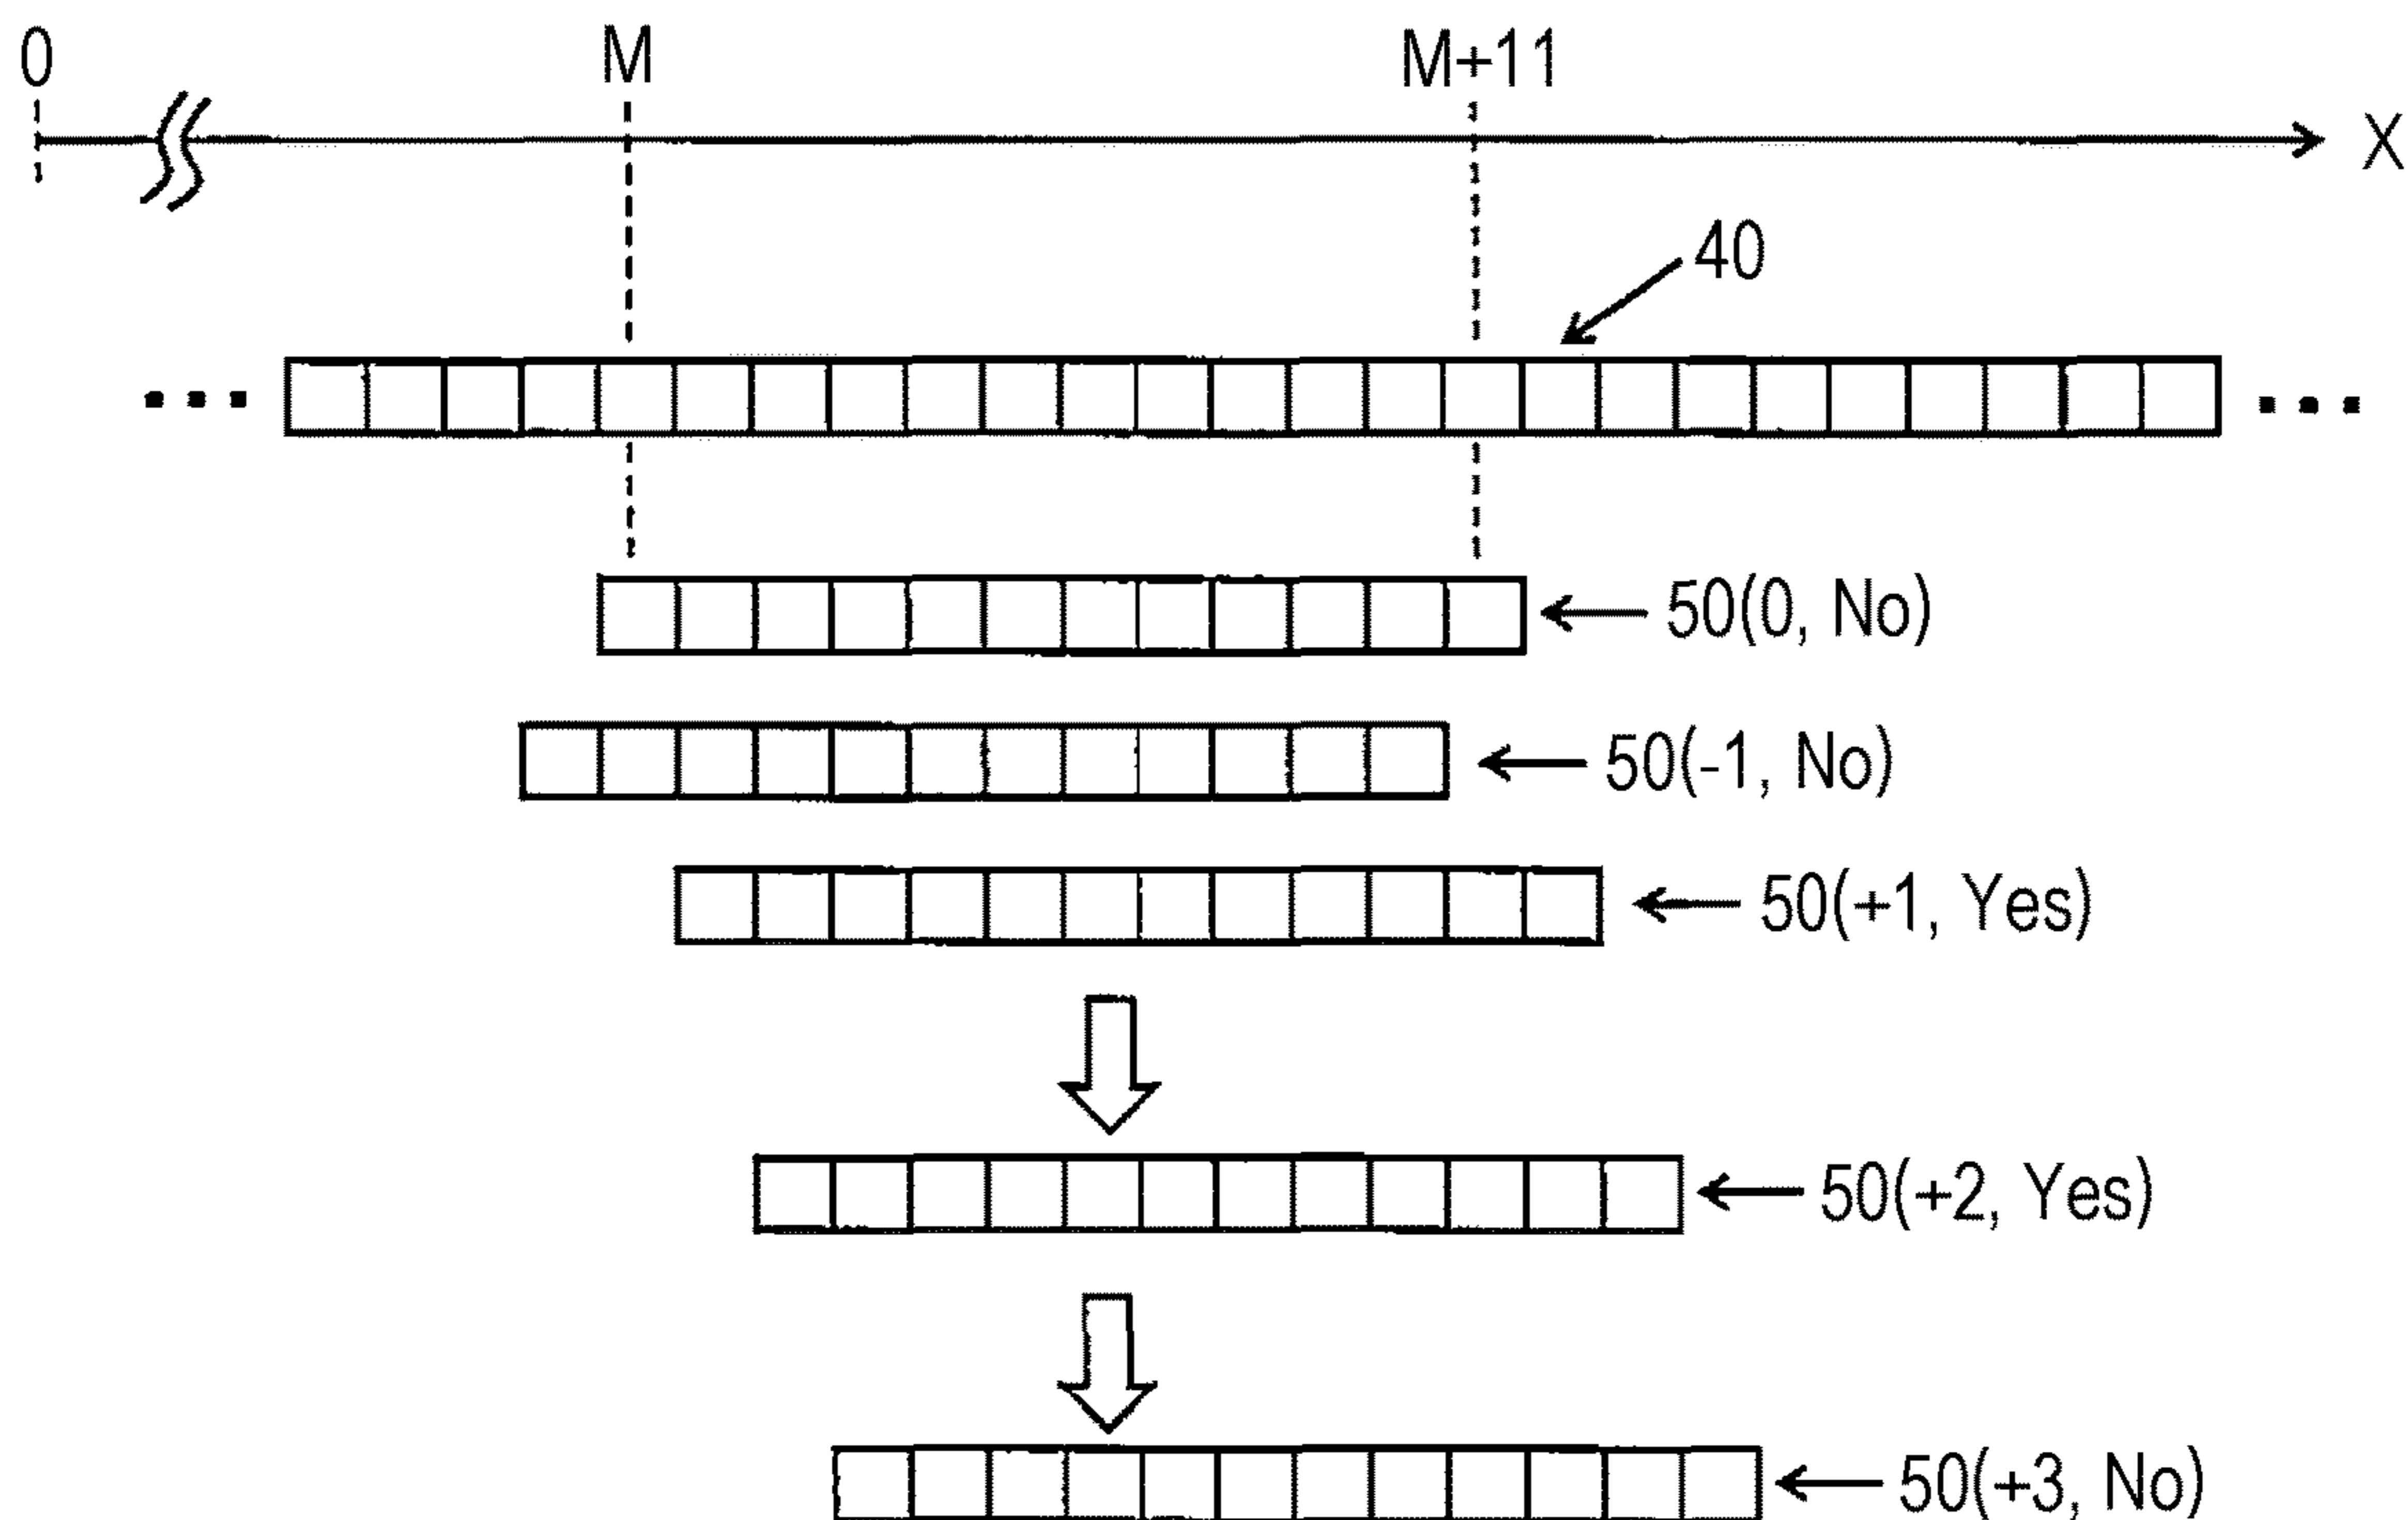 0
M
M+11
X
40
... ...
50(0, No)
50(-1, No)
50(+1, Yes)
50(+2, Yes)
50(+3, No)